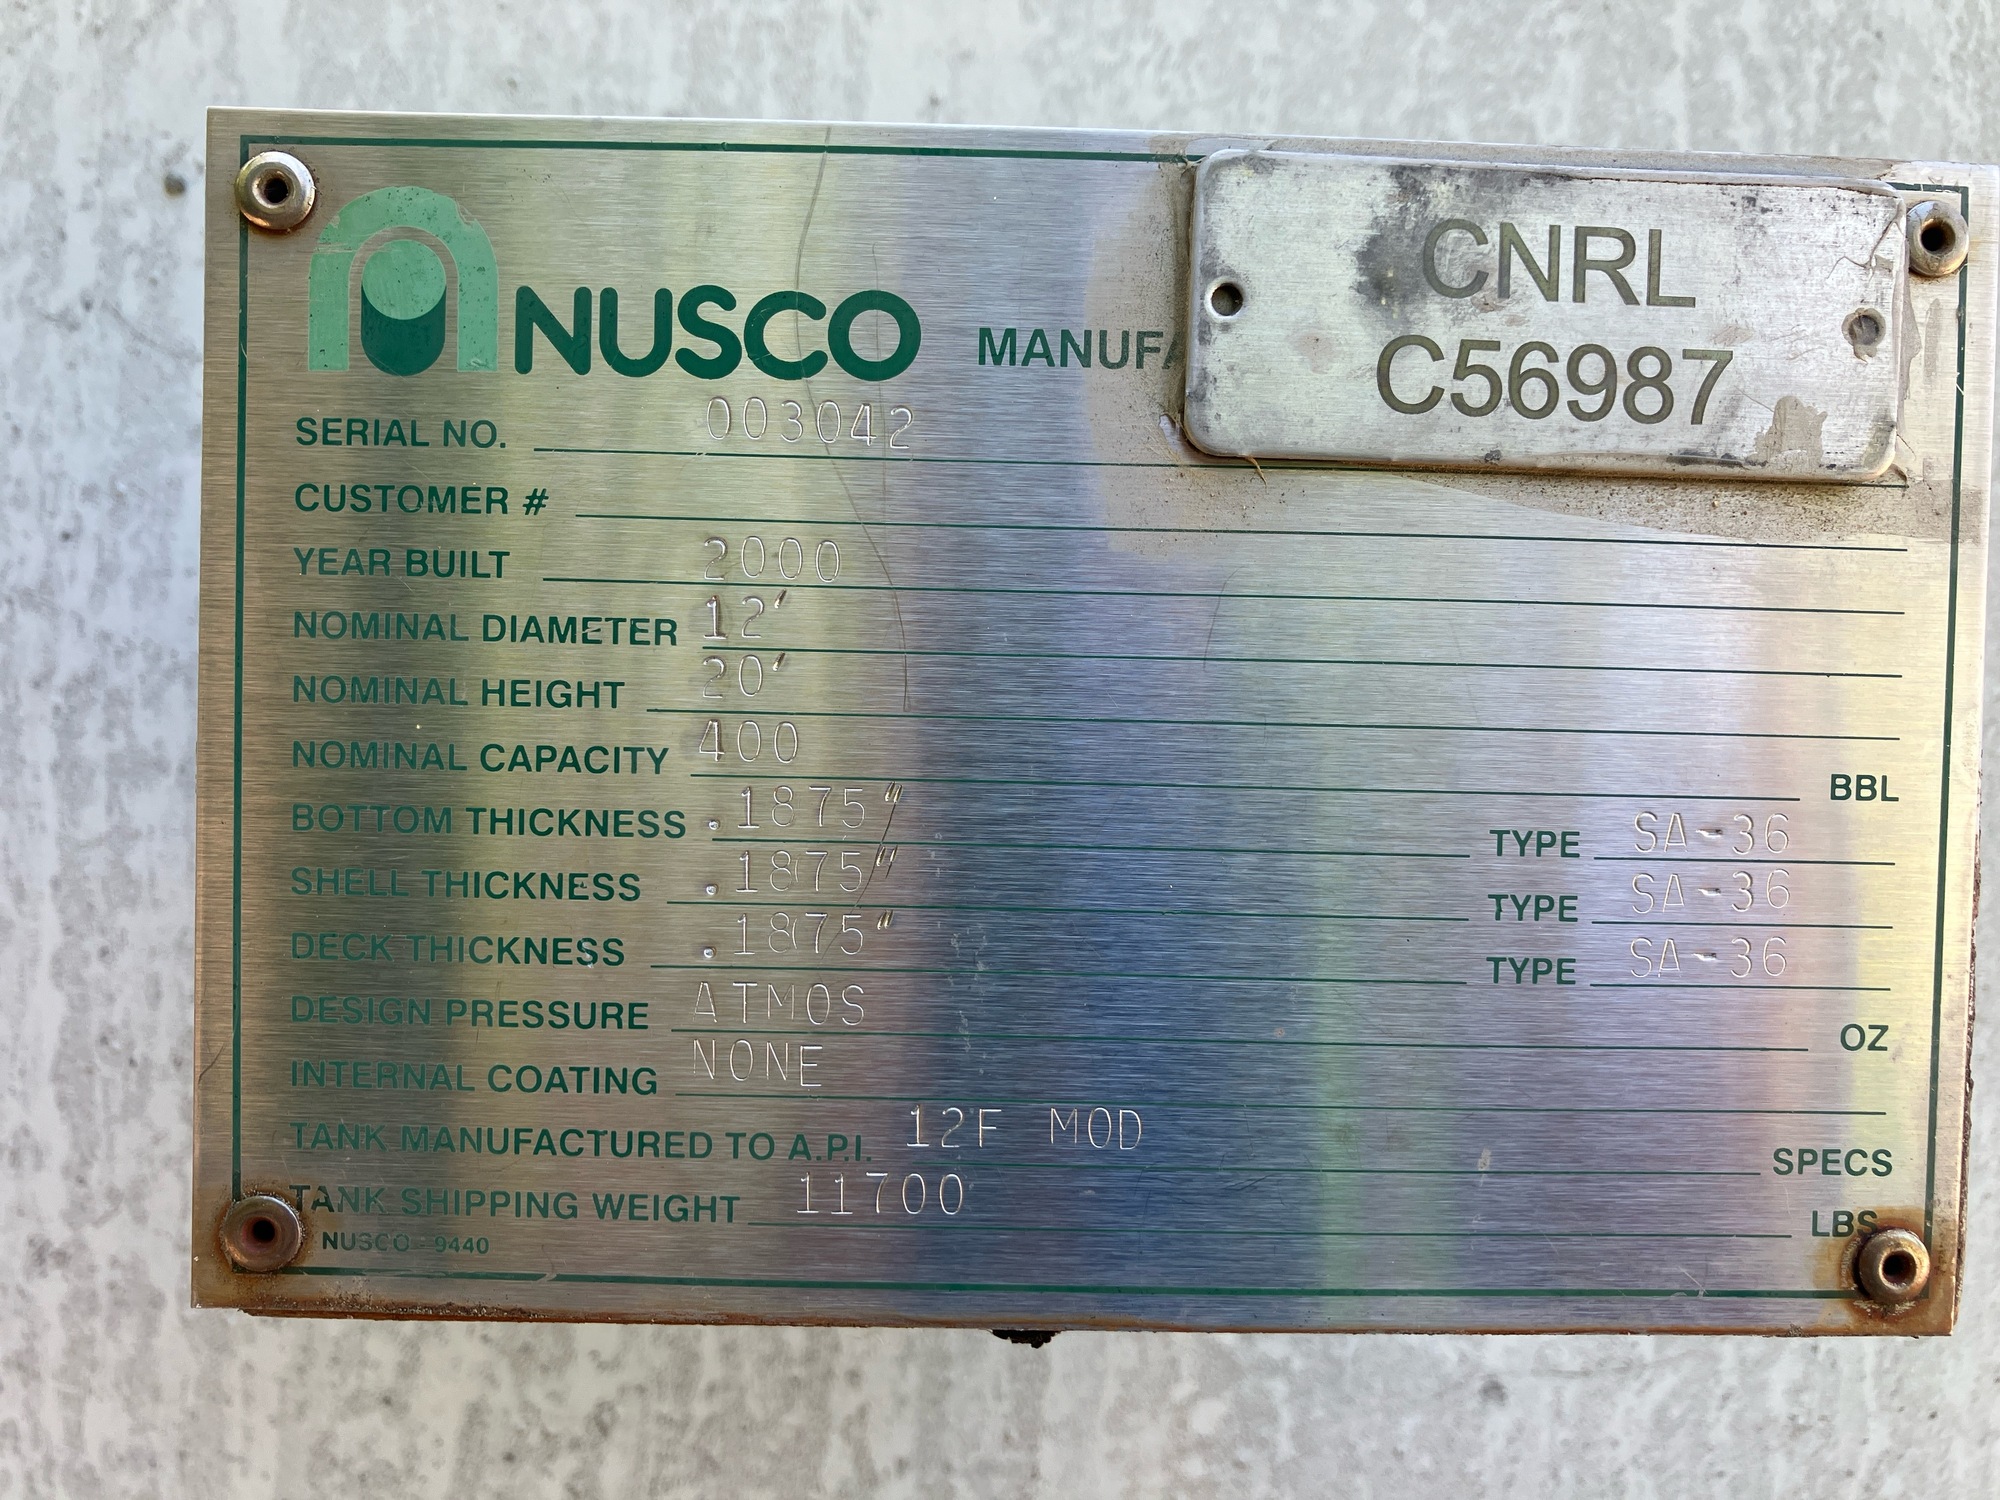 NUSCO MANUFA
CNRL
C56987
SERIAL NO. 003042
CUSTOMER #
YEAR BUILT 2000
NOMINAL DIAMETER 12'
NOMINAL HEIGHT 20'
NOMINAL CAPACITY 400 BBL
BOTTOM THICKNESS .1875" TYPE SA-36
SHELL THICKNESS .1875" TYPE SA-36
DECK THICKNESS .1875" TYPE SA-36
DESIGN PRESSURE ATMOS OZ
INTERNAL COATING NONE
TANK MANUFACTURED TO A.P.I. 12F MOD SPECS
TANK SHIPPING WEIGHT 11700 LBS
NUSCO - 9440